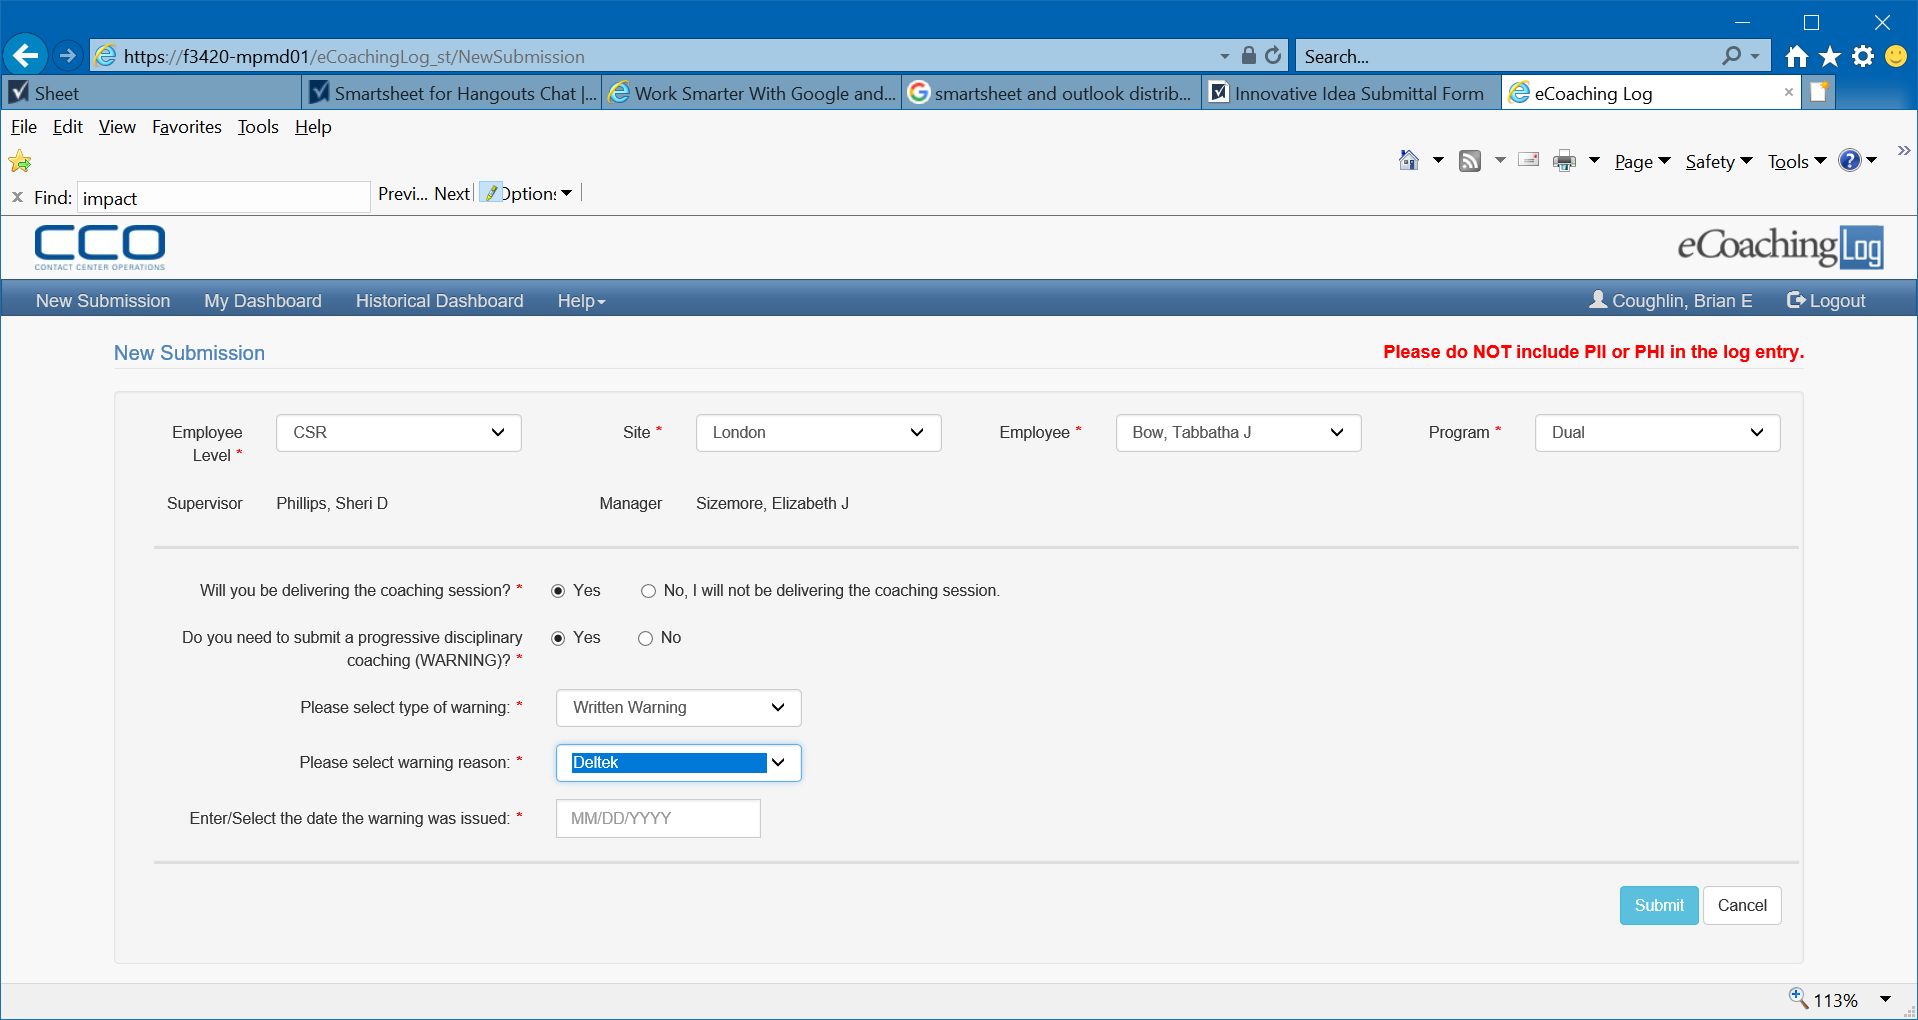 https://f3420-mpmd01/eCoachingLog_st/NewSubmission
Search...
Sheet
Smartsheet for Hangouts Chat |...
Work Smarter With Google and...
smartsheet and outlook distrib...
Innovative Idea Submittal Form
eCoaching Log
File Edit View Favorites Tools Help
Page Safety Tools
Find: impact Previ... Next Options
CCO
CONTACT CENTER OPERATIONS
eCoachingLog
New Submission My Dashboard Historical Dashboard Help Coughlin, Brian E Logout
New Submission
Please do NOT include PII or PHI in the log entry.
Employee Level * CSR
Site * London
Employee * Bow, Tabbatha J
Program * Dual
Supervisor Phillips, Sheri D
Manager Sizemore, Elizabeth J
Will you be delivering the coaching session? * Yes No, I will not be delivering the coaching session.
Do you need to submit a progressive disciplinary
coaching (WARNING)? * Yes No
Please select type of warning: * Written Warning
Please select warning reason: * Deltek
Enter/Select the date the warning was issued: * MM/DD/YYYY
Submit Cancel
113%